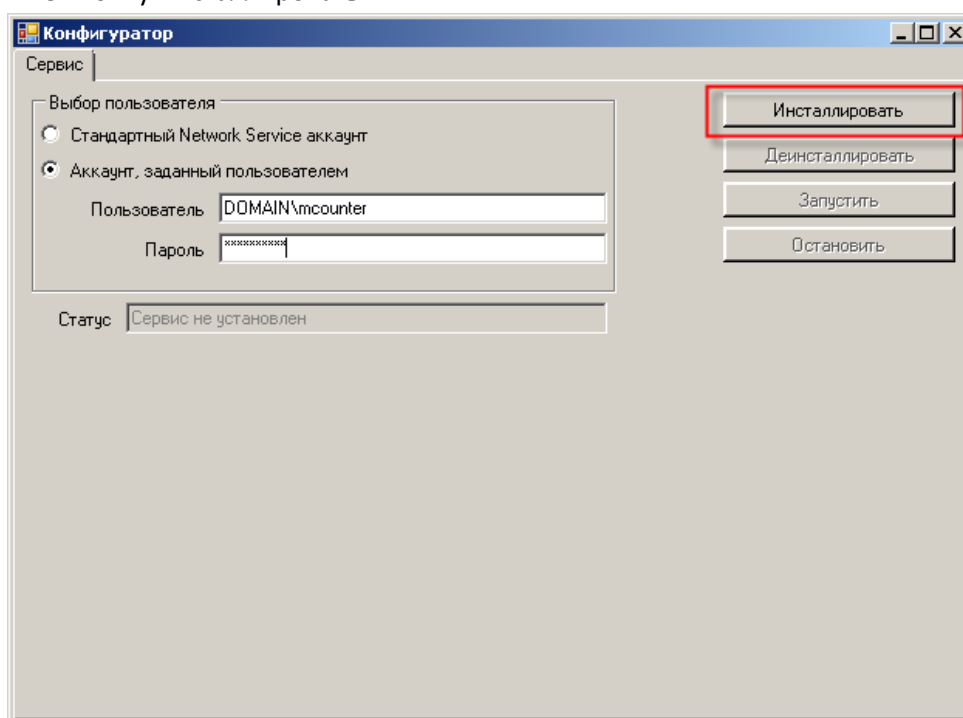 Конфигуратор
Сервис
Выбор пользователя
Стандартный Network Service аккаунт
Аккаунт, заданный пользователем
Пользователь DOMAIN\mcounter
Пароль **********
Статус Сервис не установлен
Инсталлировать
Деинсталлировать
Запустить
Остановить